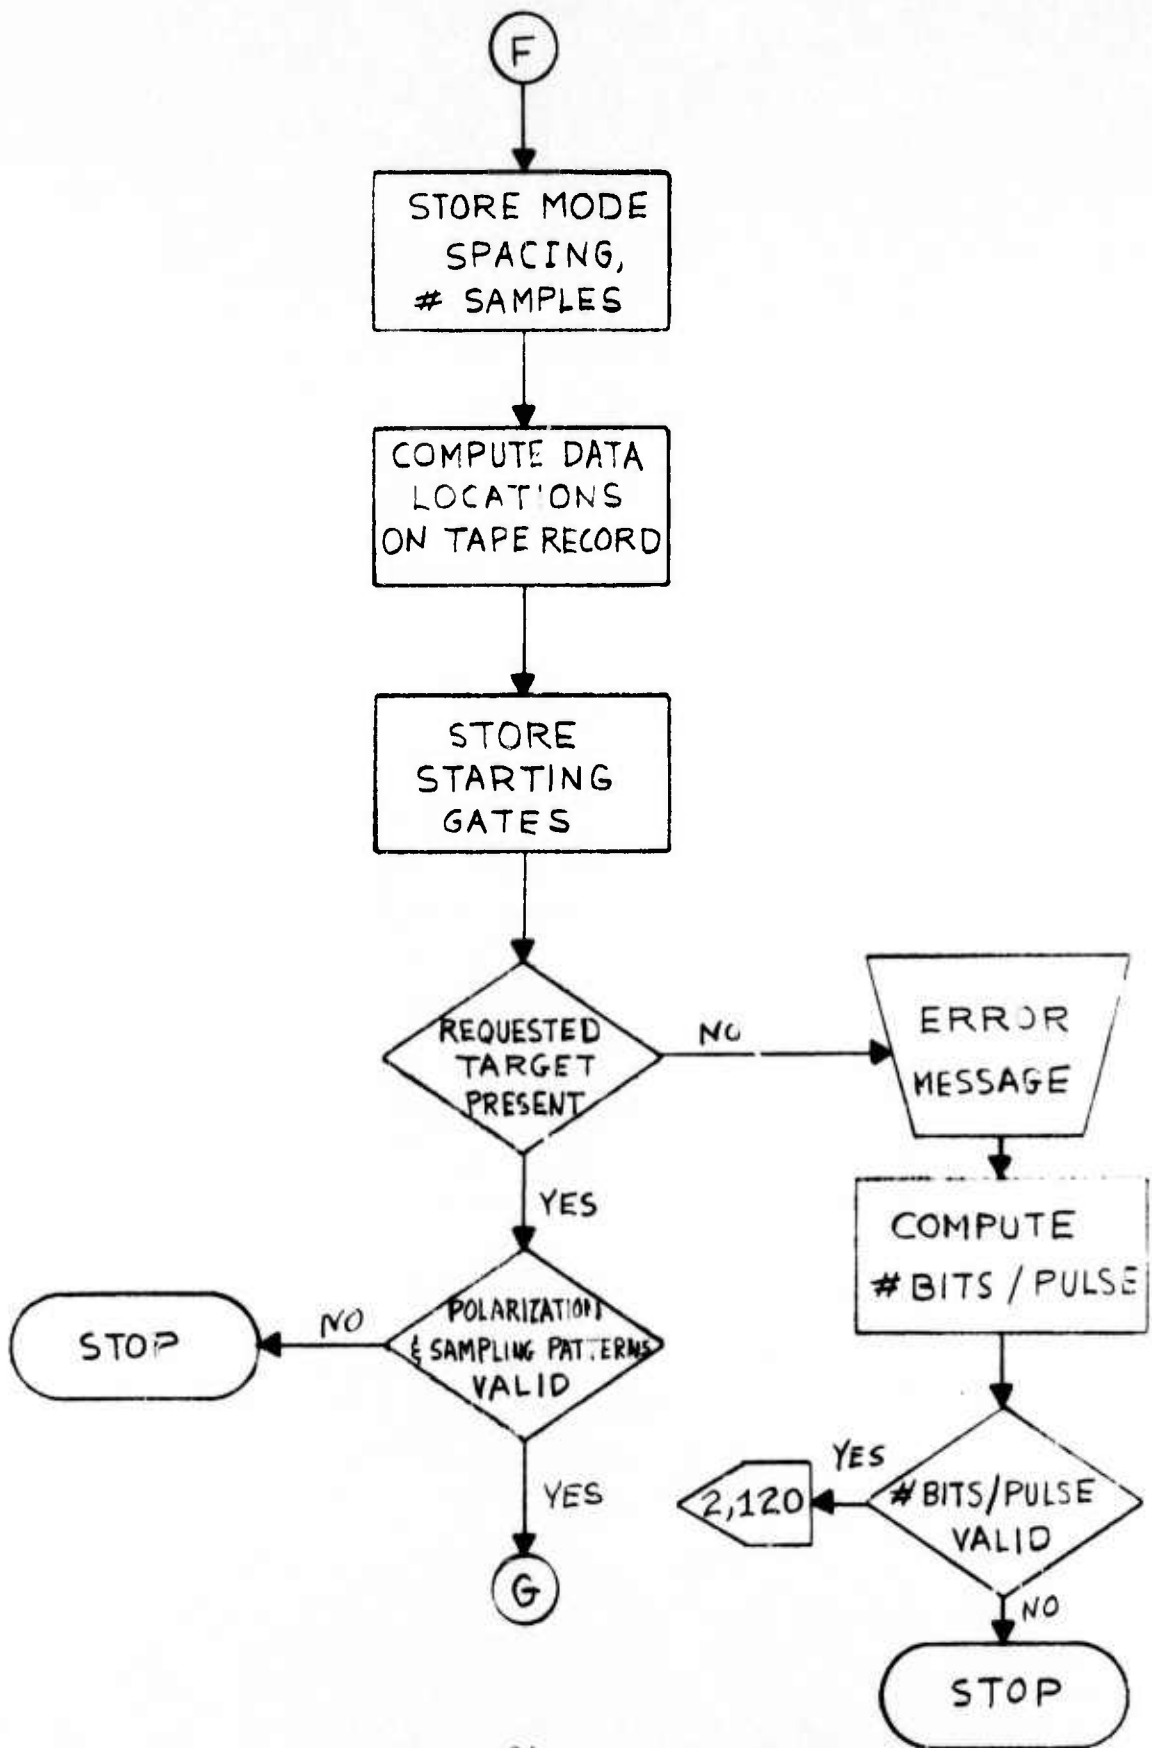 F
STORE MODE
SPACING,
# SAMPLES
COMPUTE DATA
LOCATIONS
ON TAPE RECORD
STORE
STARTING
GATES
REQUESTED
TARGET
PRESENT
NO
ERROR
MESSAGE
YES
COMPUTE
# BITS / PULSE
POLARIZATION
& SAMPLING PATTERNS
VALID
NO
STOP
YES
G
# BITS/PULSE
VALID
YES
2,120
NO
STOP